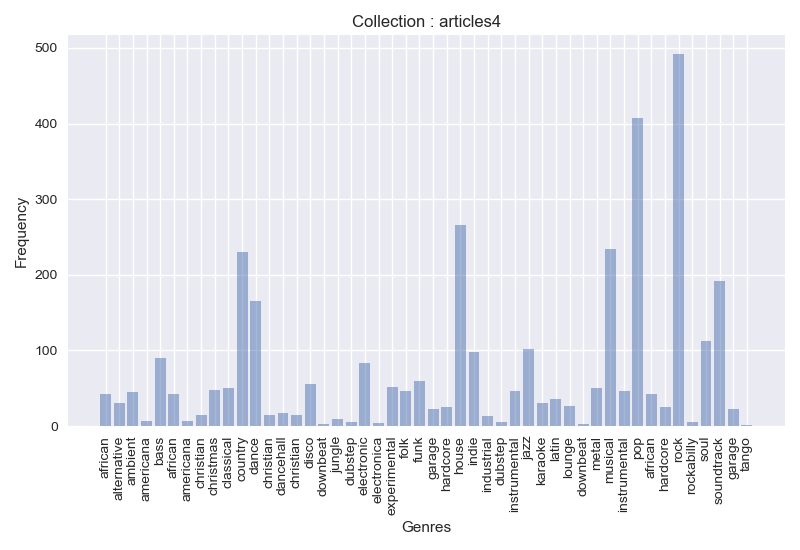 Collection : articles4
500
400
300
200
100
0
Frequency
african
alternative
ambient
americana
bass
african
americana
christian
christmas
classical
country
dance
christian
dancehall
christian
disco
downbeat
jungle
dubstep
electronic
electronica
experimental
folk
funk
garage
hardcore
house
indie
industrial
dubstep
instrumental
jazz
karaoke
latin
lounge
downbeat
metal
musical
instrumental
pop
african
hardcore
rock
rockabilly
soul
soundtrack
garage
tango
Genres